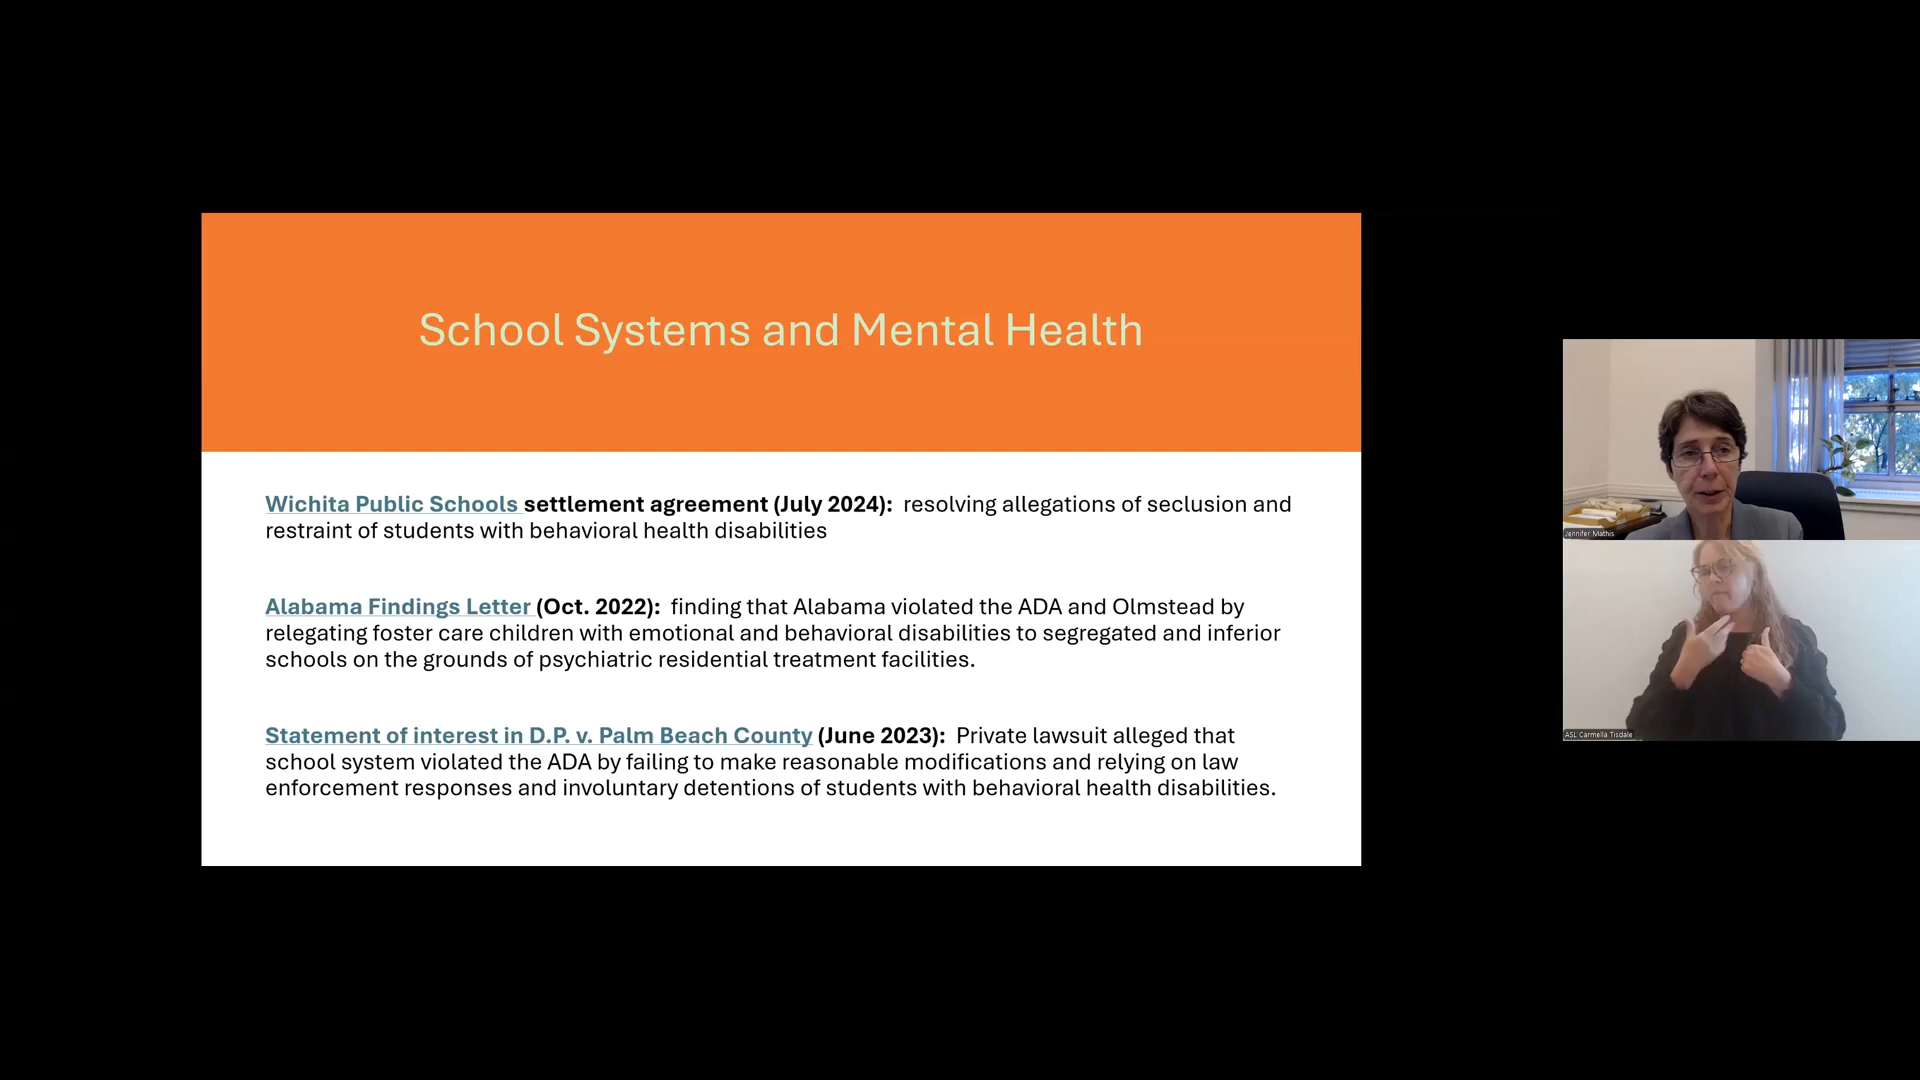 School Systems and Mental Health
Wichita Public Schools settlement agreement (July 2024): resolving allegations of seclusion and
restraint of students with behavioral health disabilities
Alabama Findings Letter (Oct. 2022): finding that Alabama violated the ADA and Olmstead by
relegating foster care children with emotional and behavioral disabilities to segregated and inferior
schools on the grounds of psychiatric residential treatment facilities.
Statement of interest in D.P. v. Palm Beach County (June 2023): Private lawsuit alleged that
school system violated the ADA by failing to make reasonable modifications and relying on law
enforcement responses and involuntary detentions of students with behavioral health disabilities.
Jennifer Mathis
ASL Carmella Tisdale